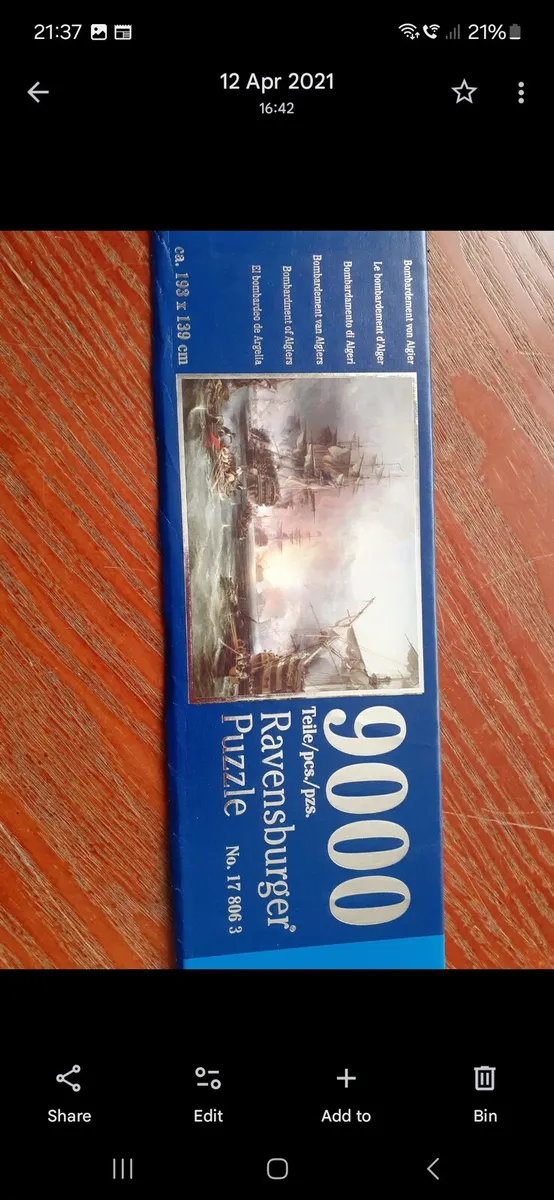 21:37
21%
12 Apr 2021
16:42
Bombardement von Algier
Le bombardement d'Alger
Bombardamento di Algeri
Bombardement van Algiers
Bombardment of Algiers
El bombardeo de Argelia
ca. 193 x 139 cm
9000
Teile/pcs./pzs.
Ravensburger®
Puzzle No. 17 806 3
Share
Edit
Add to
Bin